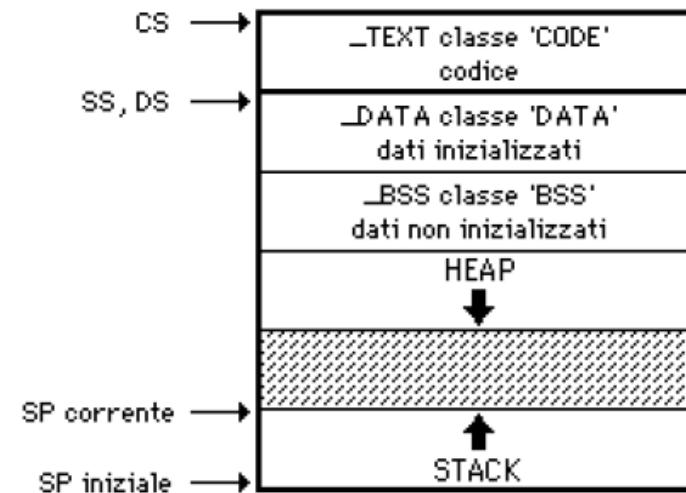 CS
_TEXT classe 'CODE'
codice
SS, DS
_DATA classe 'DATA'
dati inizializzati
_BSS classe 'BSS'
dati non inizializzati
HEAP
SP corrente
STACK
SP iniziale